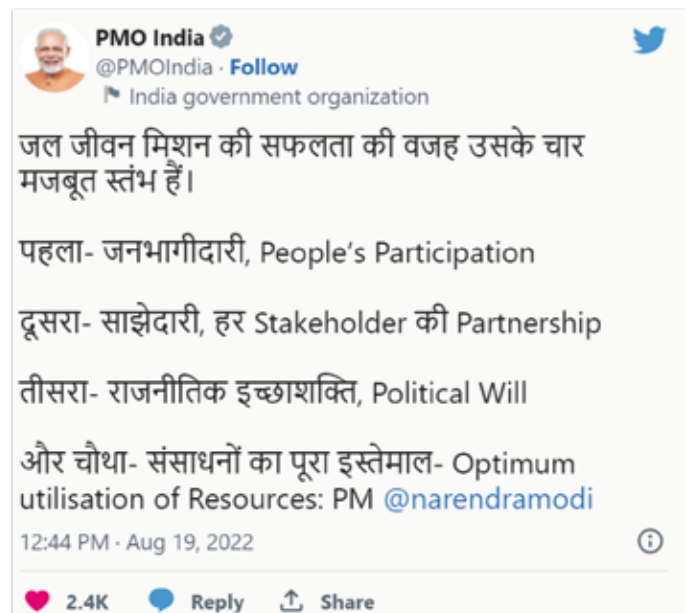 PMO India
@PMOIndia · Follow
India government organization
जल जीवन मिशन की सफलता की वजह उसके चार
मजबूत स्तंभ हैं।
पहला- जनभागीदारी, People’s Participation
दूसरा- साझेदारी, हर Stakeholder की Partnership
तीसरा- राजनीतिक इच्छाशक्ति, Political Will
और चौथा- संसाधनों का पूरा इस्तेमाल- Optimum
utilisation of Resources: PM @narendramodi
12:44 PM · Aug 19, 2022
2.4K Reply Share